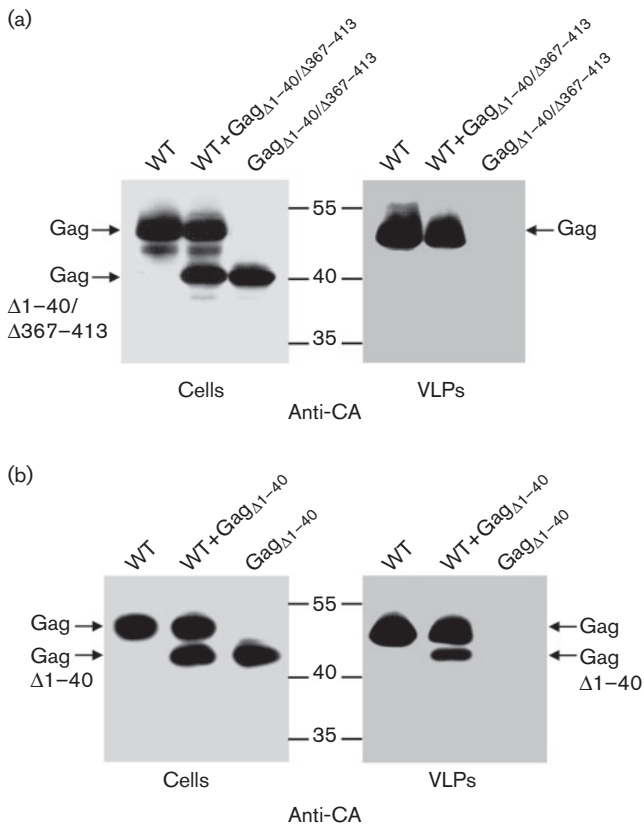 (a)
WT
WT+GagΔ1–40/Δ367–413
GagΔ1–40/Δ367–413
WT
WT+GagΔ1–40/Δ367–413
GagΔ1–40/Δ367–413
Gag
Gag
Δ1–40/
Δ367–413
55
40
35
Gag
Cells
VLPs
Anti-CA
(b)
WT
WT+GagΔ1–40
GagΔ1–40
WT
WT+GagΔ1–40
GagΔ1–40
Gag
Gag
Δ1–40
55
40
35
Gag
Gag
Δ1–40
Cells
VLPs
Anti-CA